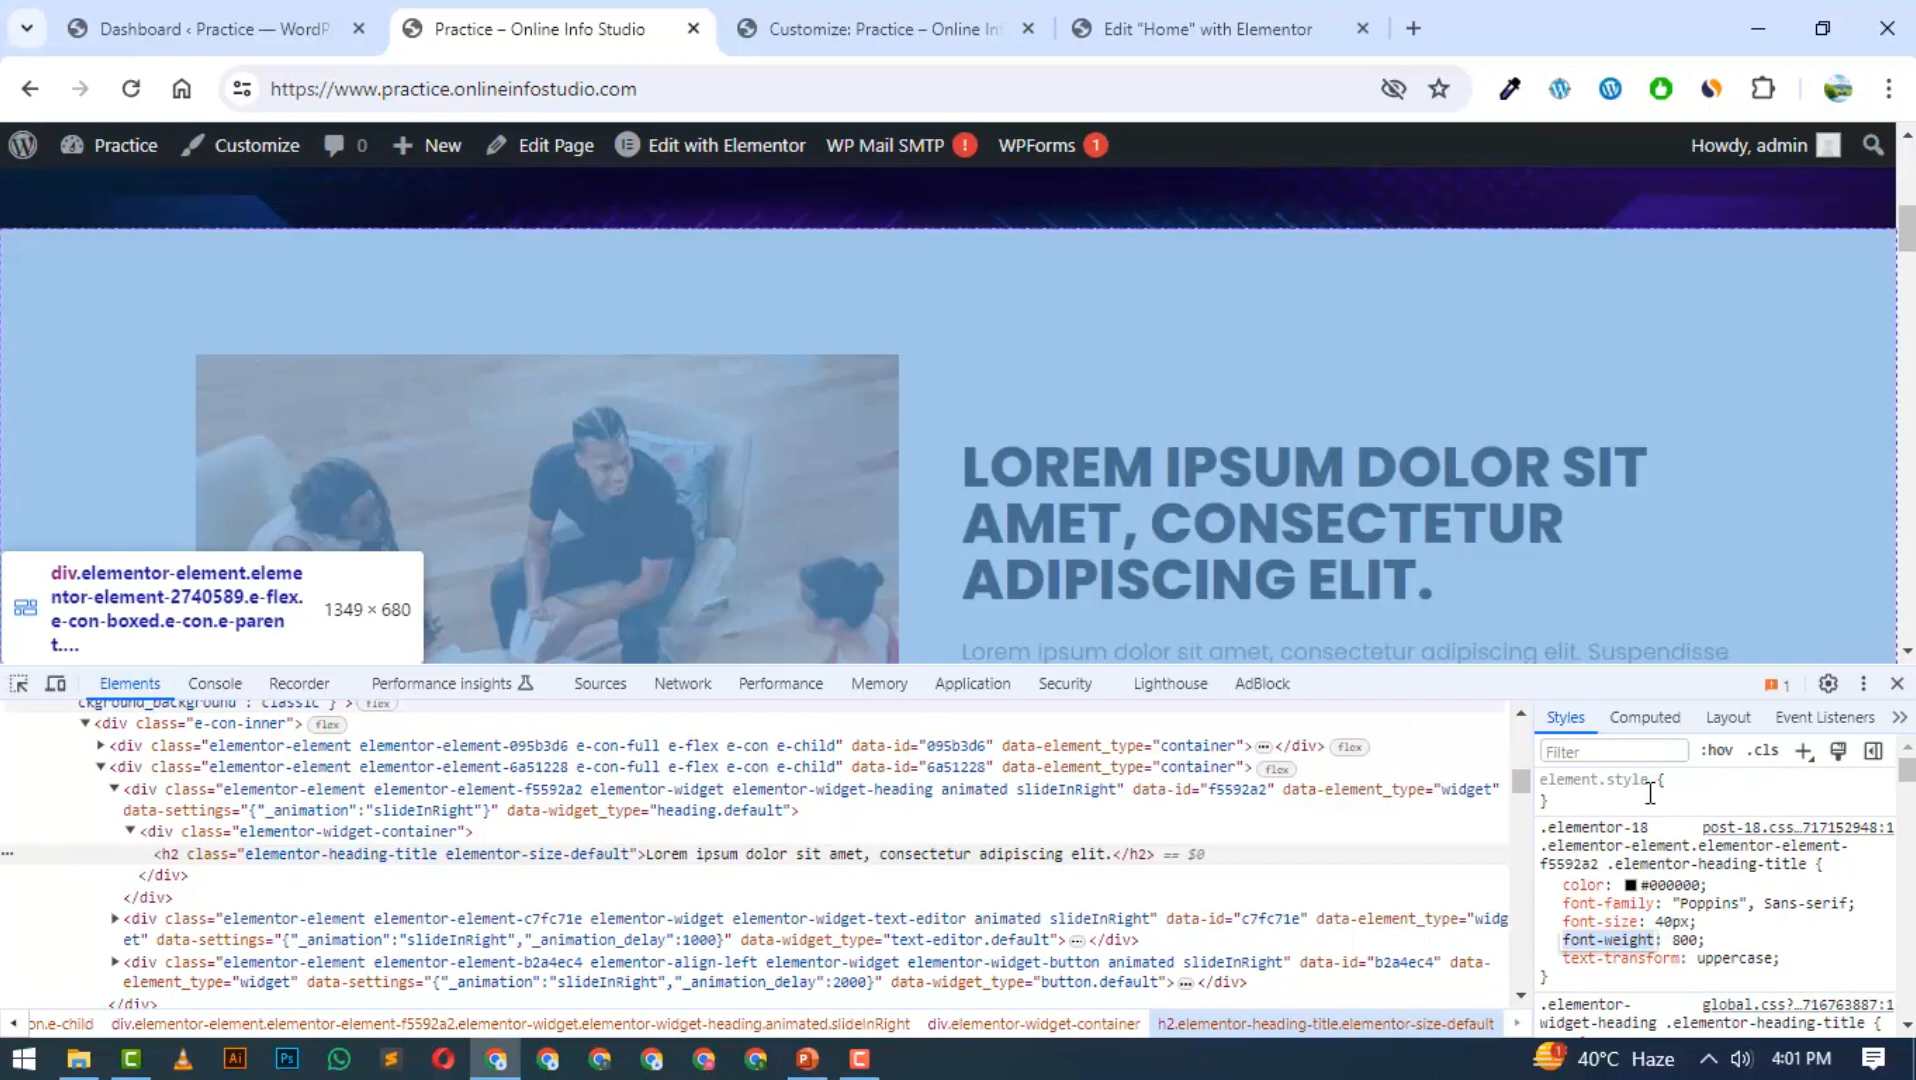 Dashboard ‹ Practice — WordP
Practice – Online Info Studio
Customize: Practice – Online In
Edit "Home" with Elementor
https://www.practice.onlineinfostudio.com
Practice
Customize
0
New
Edit Page
Edit with Elementor
WP Mail SMTP !
WPForms 1
Howdy, admin
LOREM IPSUM DOLOR SIT
AMET, CONSECTETUR
ADIPISCING ELIT.
Lorem ipsum dolor sit amet, consectetur adipiscing elit. Suspendisse
div.elementor-element.eleme
ntor-element-2740589.e-flex.
e-con-boxed.e-con.e-paren
t....
1349 × 680
Elements Console Recorder Performance insights Sources Network Performance Memory Application Security Lighthouse AdBlock
1
ckground_background":"classic"}"> flex
<div class="e-con-inner"> flex
<div class="elementor-element elementor-element-095b3d6 e-con-full e-flex e-con e-child" data-id="095b3d6" data-element_type="container">…</div> flex
<div class="elementor-element elementor-element-6a51228 e-con-full e-flex e-con e-child" data-id="6a51228" data-element_type="container"> flex
<div class="elementor-element elementor-element-f5592a2 elementor-widget elementor-widget-heading animated slideInRight" data-id="f5592a2" data-element_type="widget"
data-settings="{"_animation":"slideInRight"}" data-widget_type="heading.default">
<div class="elementor-widget-container">
<h2 class="elementor-heading-title elementor-size-default">Lorem ipsum dolor sit amet, consectetur adipiscing elit.</h2> == $0
</div>
</div>
<div class="elementor-element elementor-element-c7fc71e elementor-widget elementor-widget-text-editor animated slideInRight" data-id="c7fc71e" data-element_type="widg
et" data-settings="{"_animation":"slideInRight","_animation_delay":1000}" data-widget_type="text-editor.default">…</div>
<div class="elementor-element elementor-element-b2a4ec4 elementor-align-left elementor-widget elementor-widget-button animated slideInRight" data-id="b2a4ec4" data-
element_type="widget" data-settings="{"_animation":"slideInRight","_animation_delay":2000}" data-widget_type="button.default">…</div>
</div>
on.e-child div.elementor-element.elementor-element-f5592a2.elementor-widget.elementor-widget-heading.animated.slideInRight div.elementor-widget-container h2.elementor-heading-title.elementor-size-default
Styles Computed Layout Event Listeners
Filter
:hov .cls
element.style {
}
.elementor-18 post-18.css…717152948:1
.elementor-element.elementor-element-
f5592a2 .elementor-heading-title {
color: #000000;
font-family: "Poppins", Sans-serif;
font-size: 40px;
font-weight: 800;
text-transform: uppercase;
}
.elementor- global.css?…716763887:1
widget-heading .elementor-heading-title {
Ai
Ps
P
C
C
1
40°C Haze
4:01 PM